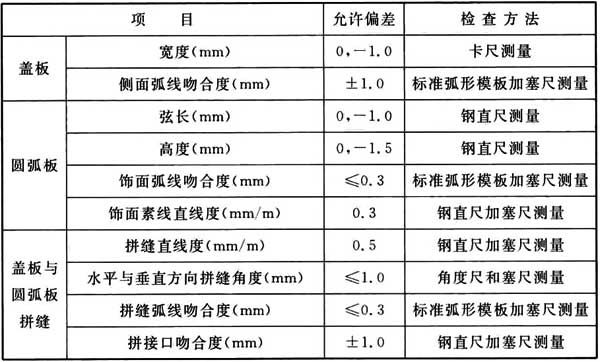 项 目 允许偏差 检查方法
盖板 宽度(mm) 0,－1.0 卡尺测量
侧面弧线吻合度(mm) ±1.0 标准弧形模板加塞尺测量
圆弧板 弦长(mm) 0,－1.0 钢直尺测量
高度(mm) 0,－1.5 钢直尺测量
饰面弧线吻合度(mm) ≤0.3 标准弧形模板加塞尺测量
饰面素线直线度(mm/m) 0.3 钢直尺加塞尺测量
盖板与圆弧板拼缝 拼缝直线度(mm/m) 0.5 钢直尺加塞尺测量
水平与垂直方向拼缝角度(mm) ≤1.0 角度尺和塞尺测量
拼缝弧线吻合度(mm) ≤0.3 标准弧形模板加塞尺测量
拼接口吻合度(mm) ±1.0 钢直尺加塞尺测量